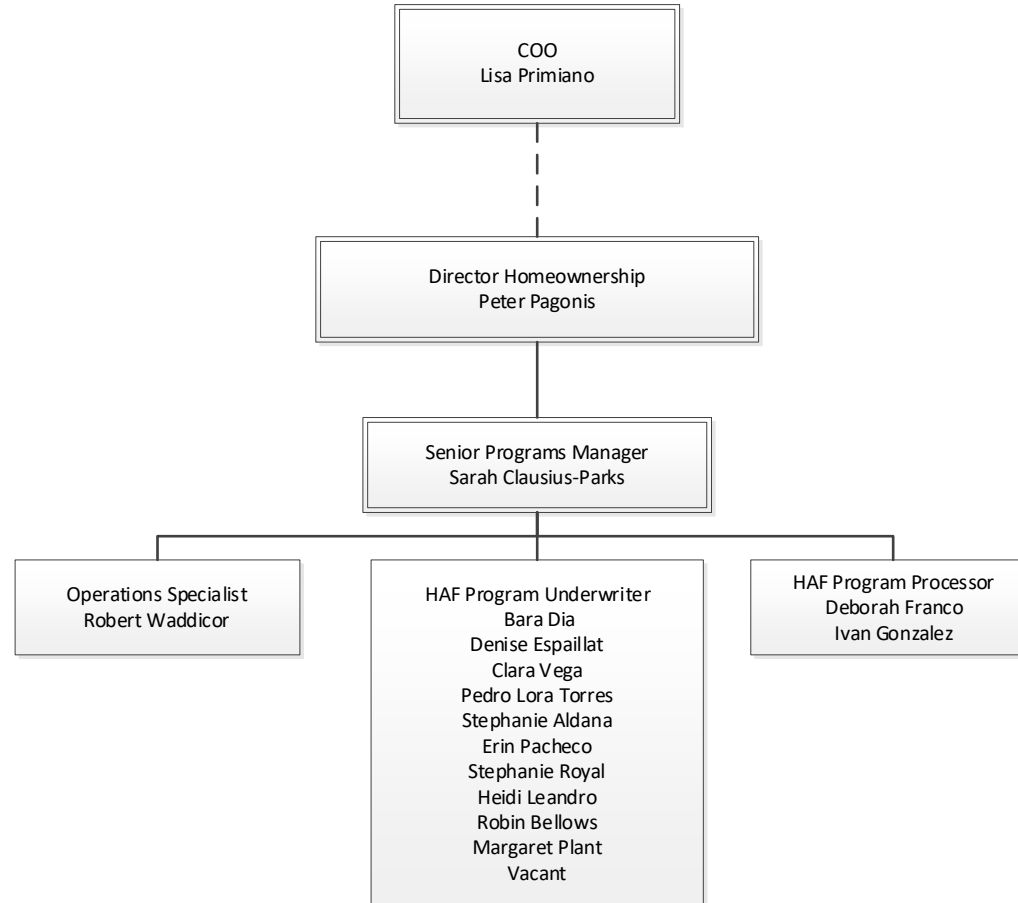 COO
Lisa Primiano
Director Homeownership
Peter Pagonis
Senior Programs Manager
Sarah Clausius-Parks
Operations Specialist
Robert Waddicor
HAF Program Underwriter
Bara Dia
Denise Espaillat
Clara Vega
Pedro Lora Torres
Stephanie Aldana
Erin Pacheco
Stephanie Royal
Heidi Leandro
Robin Bellows
Margaret Plant
Vacant
HAF Program Processor
Deborah Franco
Ivan Gonzalez